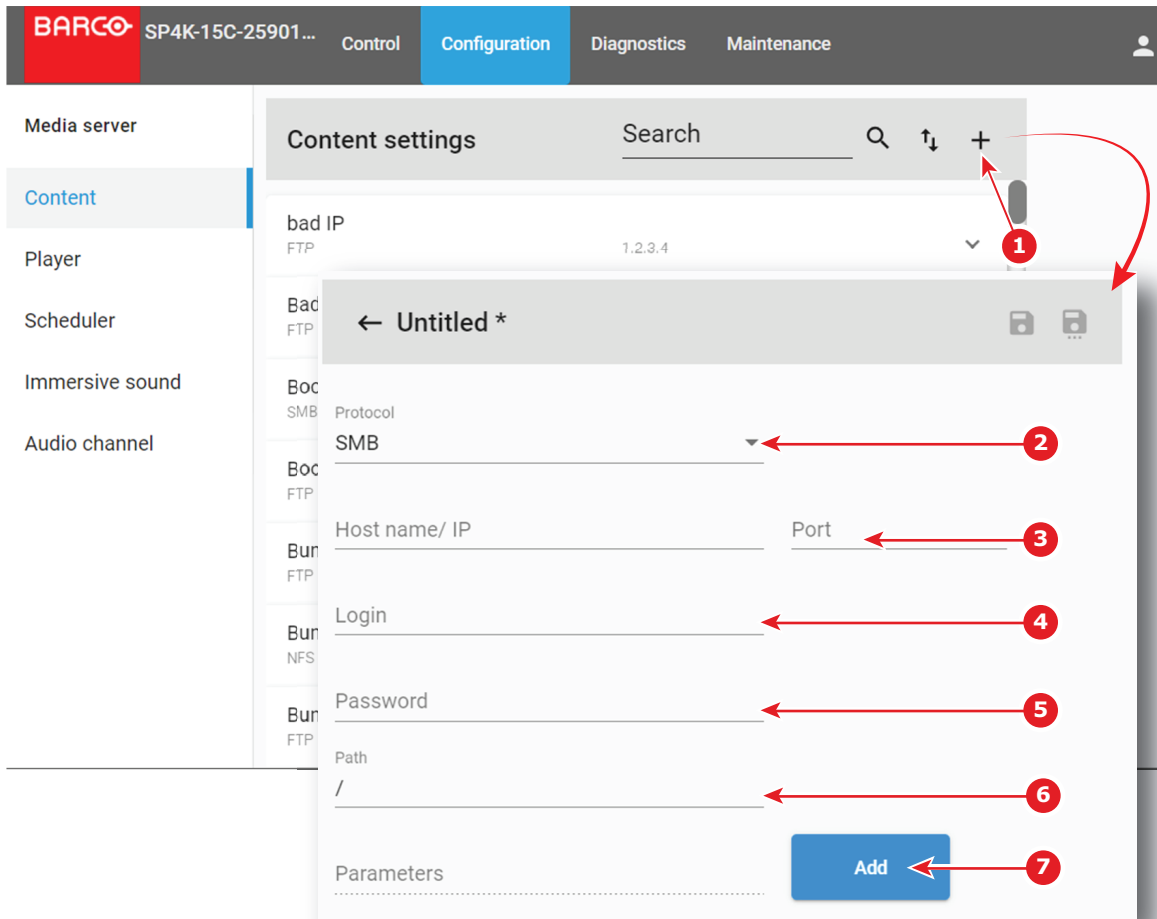 BARCO
SP4K-15C-25901...
Control
Configuration
Diagnostics
Maintenance
Media server
Content
Player
Scheduler
Immersive sound
Audio channel
Content settings
Search
1
bad IP
FTP
1.2.3.4
Bad
FTP
Boo
SMB
Boo
FTP
Bun
FTP
Bun
NFS
Bun
FTP
Untitled *
Protocol
SMB
2
Host name/ IP
Port
3
Login
4
Password
5
Path
/
6
Parameters
Add
7